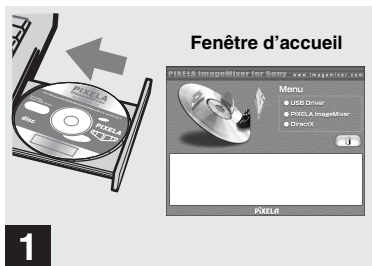 Fenêtre d'accueil
PIXELA ImageMixer for Sony www.imagemixer.com
Menu
USB Driver
PIXELA ImageMixer
DirectX
PIXELA
PIXELA
disc
PIXELA
1